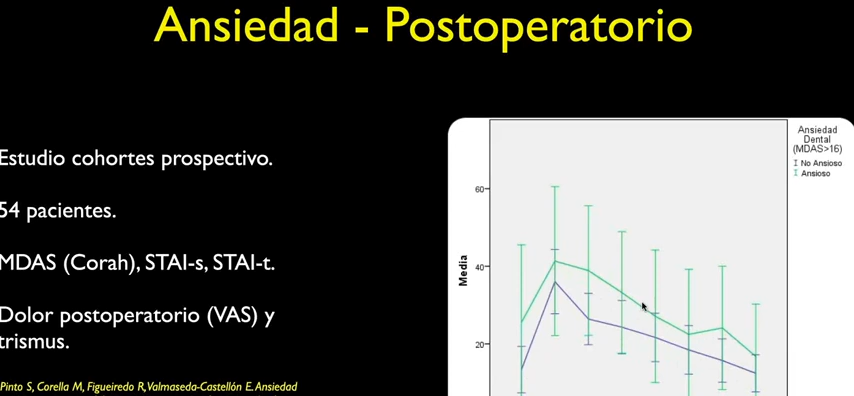 Ansiedad - Postoperatorio
Estudio cohortes prospectivo.
54 pacientes.
MDAS (Corah), STAI-s, STAI-t.
Dolor postoperatorio (VAS) y
trismus.
Pinto S, Corella M, Figueiredo R, Valmaseda-Castellón E. Ansiedad
Ansiedad
Dental
(MDAS>16)
No Ansioso
Ansioso
60
40
20
Media